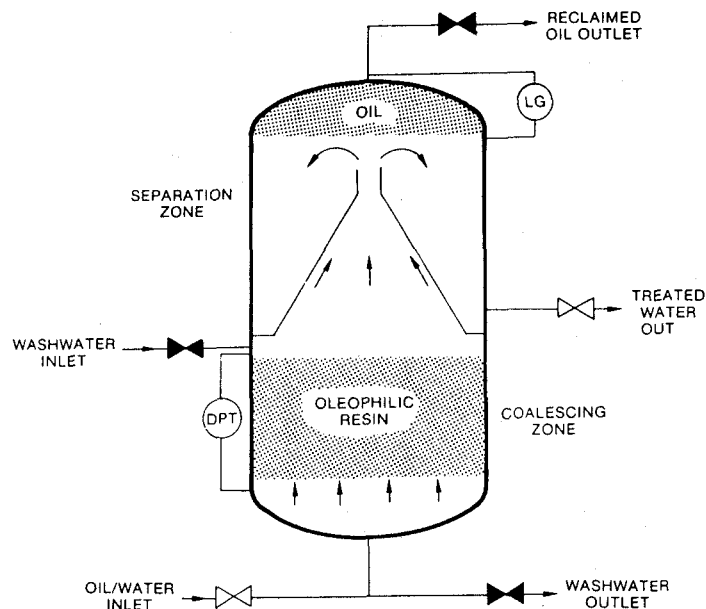 RECLAIMED
OIL OUTLET
LG
OIL
SEPARATION
ZONE
TREATED
WATER
OUT
WASHWATER
INLET
DPT
OLEOPHILIC
RESIN
COALESCING
ZONE
OIL/WATER
INLET
WASHWATER
OUTLET